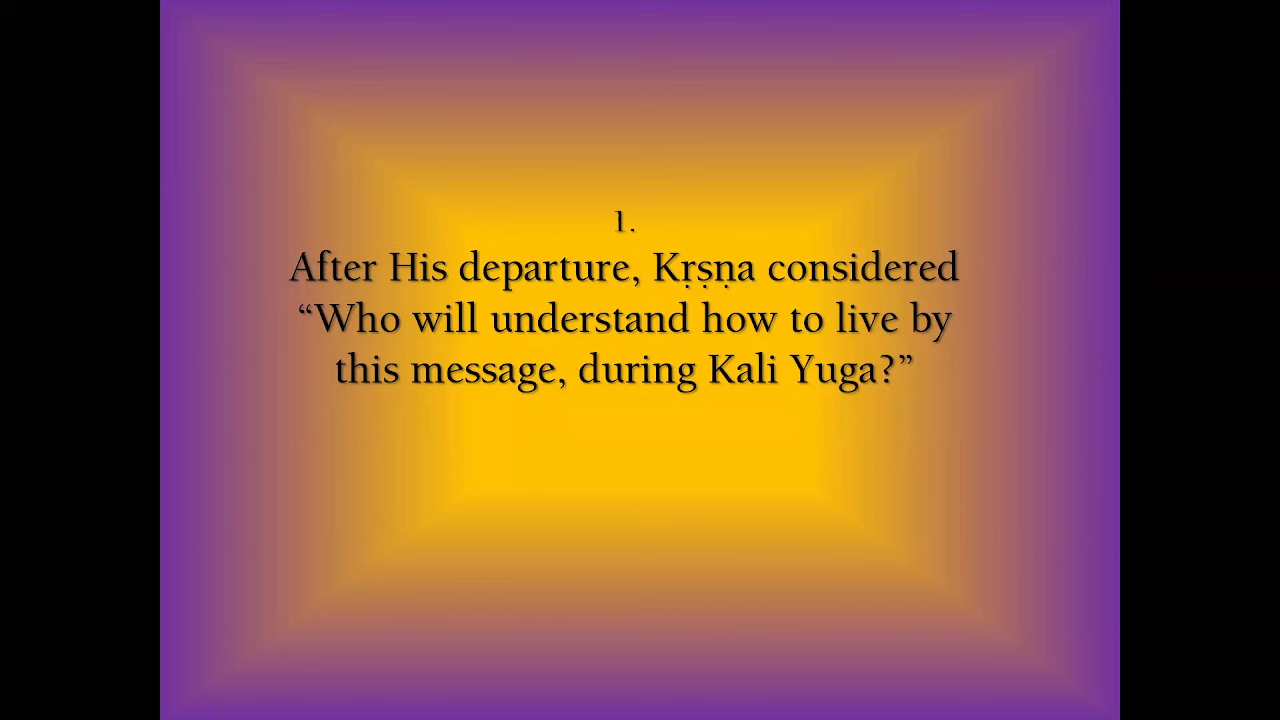 1.
After His departure, Kṛṣṇa considered
“Who will understand how to live by
this message, during Kali Yuga?”